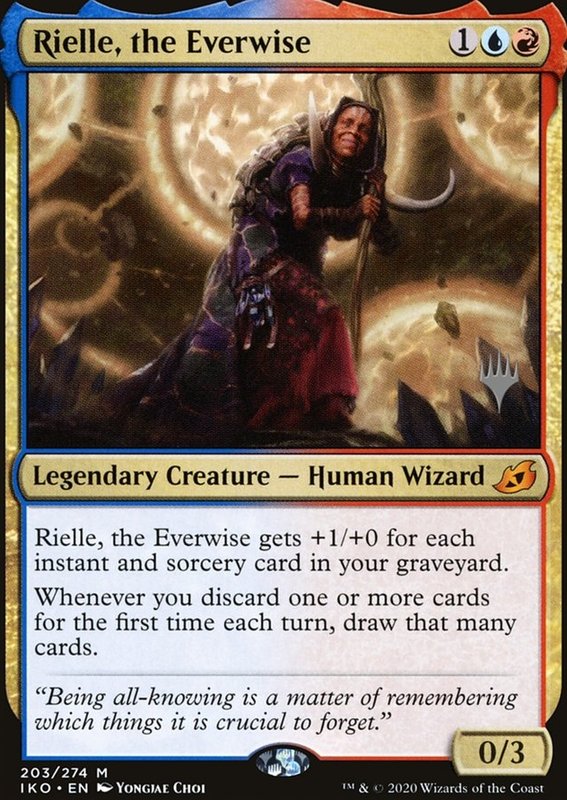 Rielle, the Everwise 1
Legendary Creature — Human Wizard
Rielle, the Everwise gets +1/+0 for each
instant and sorcery card in your graveyard.
Whenever you discard one or more cards
for the first time each turn, draw that many
cards.
“Being all-knowing is a matter of remembering
which things it is crucial to forget.”
0/3
203/274 M
IKO • EN Yongjae Choi
™ & © 2020 Wizards of the Coast